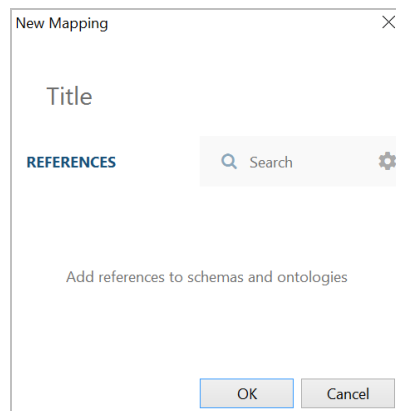 New Mapping
Title
REFERENCES
Search
Add references to schemas and ontologies
OK
Cancel